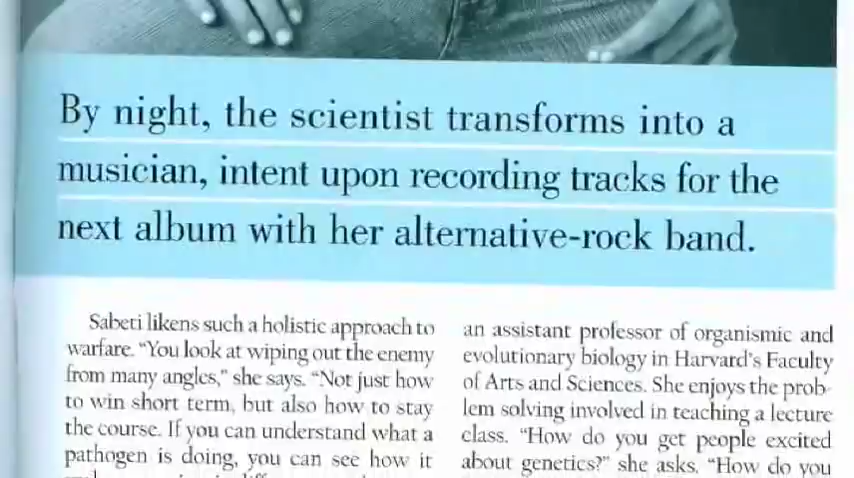 By night, the scientist transforms into a
musician, intent upon recording tracks for the
next album with her alternative-rock band.
Sabeti likens such a holistic approach to
warfare. “You look at wiping out the enemy
from many angles,” she says. “Not just how
to win short term, but also how to stay
the course. If you can understand what a
pathogen is doing, you can see how it
an assistant professor of organismic and
evolutionary biology in Harvard’s Faculty
of Arts and Sciences. She enjoys the prob-
lem solving involved in teaching a lecture
class. “How do you get people excited
about genetics?” she asks. “How do you